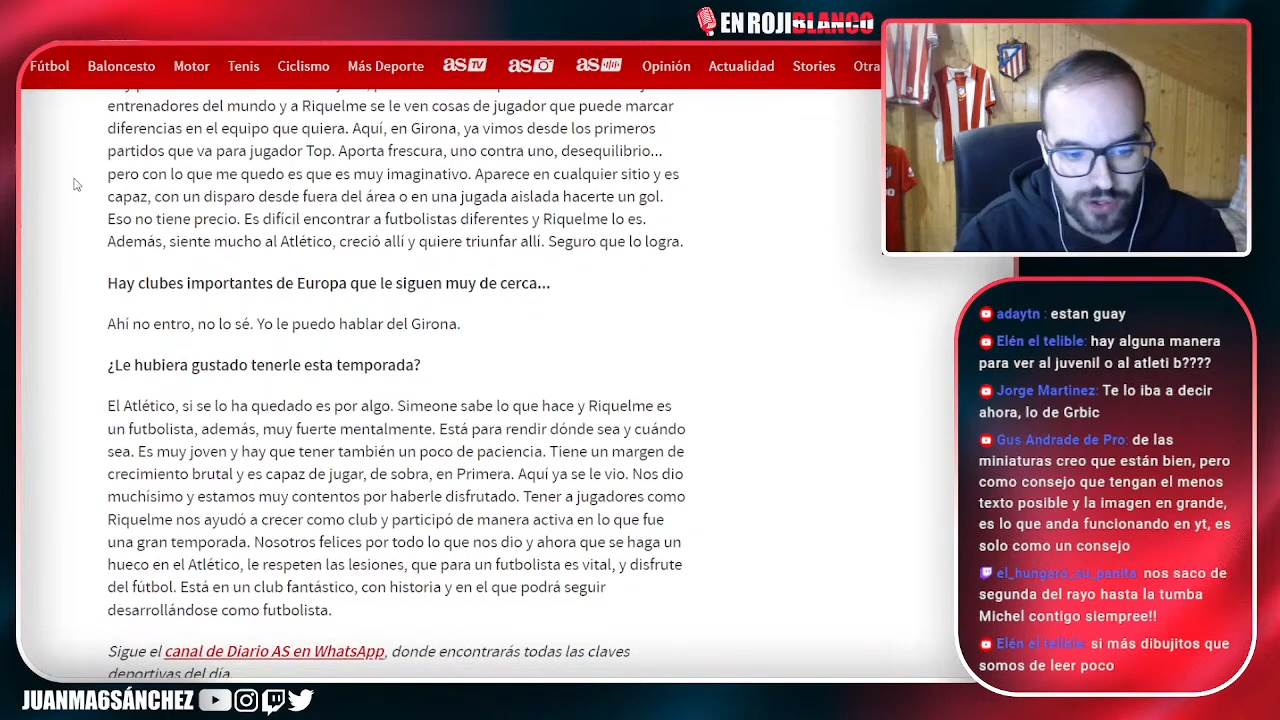 EN ROJIBLANCO
Fútbol Baloncesto Motor Tenis Ciclismo Más Deporte as TV as as Opinión Actualidad Stories Otra
entrenadores del mundo y a Riquelme se le ven cosas de jugador que puede marcar
diferencias en el equipo que quiera. Aquí, en Girona, ya vimos desde los primeros
partidos que va para jugador Top. Aporta frescura, uno contra uno, desequilibrio...
pero con lo que me quedo es que es muy imaginativo. Aparece en cualquier sitio y es
capaz, con un disparo desde fuera del área o en una jugada aislada hacerte un gol.
Eso no tiene precio. Es difícil encontrar a futbolistas diferentes y Riquelme lo es.
Además, siente mucho al Atlético, creció allí y quiere triunfar allí. Seguro que lo logra.
Hay clubes importantes de Europa que le siguen muy de cerca...
Ahí no entro, no lo sé. Yo le puedo hablar del Girona.
¿Le hubiera gustado tenerle esta temporada?
El Atlético, si se lo ha quedado es por algo. Simeone sabe lo que hace y Riquelme es
un futbolista, además, muy fuerte mentalmente. Está para rendir dónde sea y cuándo
sea. Es muy joven y hay que tener también un poco de paciencia. Tiene un margen de
crecimiento brutal y es capaz de jugar, de sobra, en Primera. Aquí ya se le vio. Nos dio
muchísimo y estamos muy contentos por haberle disfrutado. Tener a jugadores como
Riquelme nos ayudó a crecer como club y participó de manera activa en lo que fue
una gran temporada. Nosotros felices por todo lo que nos dio y ahora que se haga un
hueco en el Atlético, le respeten las lesiones, que para un futbolista es vital, y disfrute
del fútbol. Está en un club fantástico, con historia y en el que podrá seguir
desarrollándose como futbolista.
Sigue el canal de Diario AS en WhatsApp, donde encontrarás todas las claves
deportivas del día.
adaytn : estan guay
Elén el telible: hay alguna manera
para ver al juvenil o al atleti b????
Jorge Martínez: Te lo iba a decir
ahora, lo de Grbic
Gus Andrade de Pro: de las
miniaturas creo que están bien, pero
como consejo que tengan el menos
texto posible y la imagen en grande,
es lo que anda funcionando en yt, es
solo como un consejo
el_hungaro_su_panita: nos saco de
segunda del rayo hasta la tumba
Michel contigo siempree!!
Elén el telible: si más dibujitos que
somos de leer poco
JUANMA6SÁNCHEZ